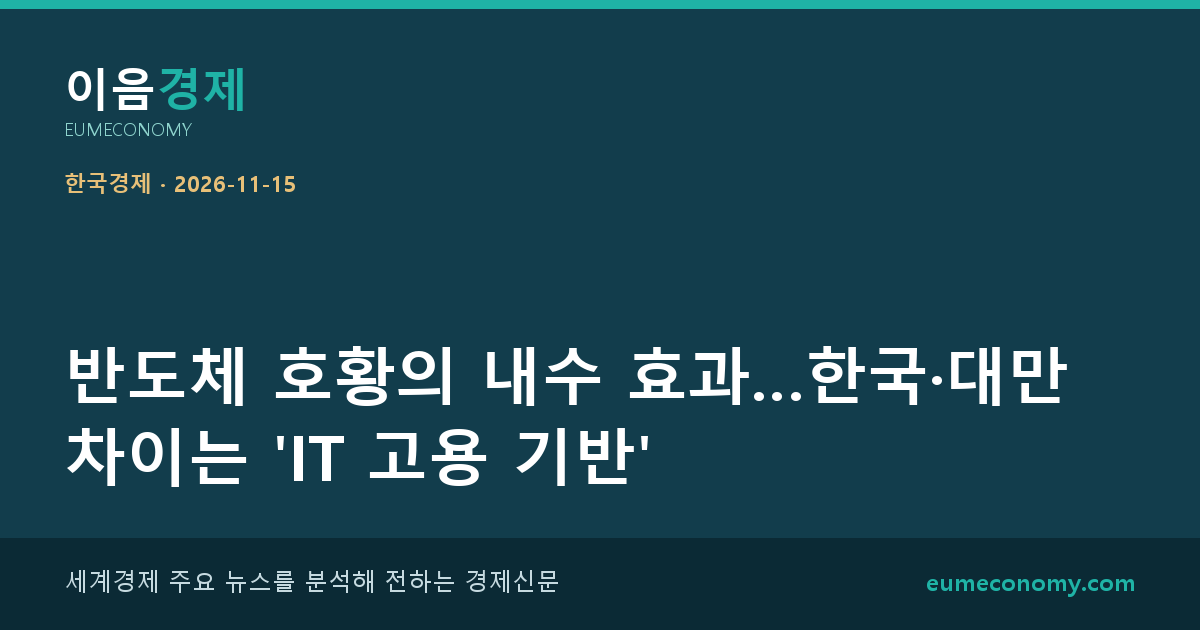 이음경제
EUMECONOMY
한국경제 · 2026-11-15
반도체 호황의 내수 효과...한국·대만
차이는 'IT 고용 기반'
세계경제 주요 뉴스를 분석해 전하는 경제신문
eumeconomy.com